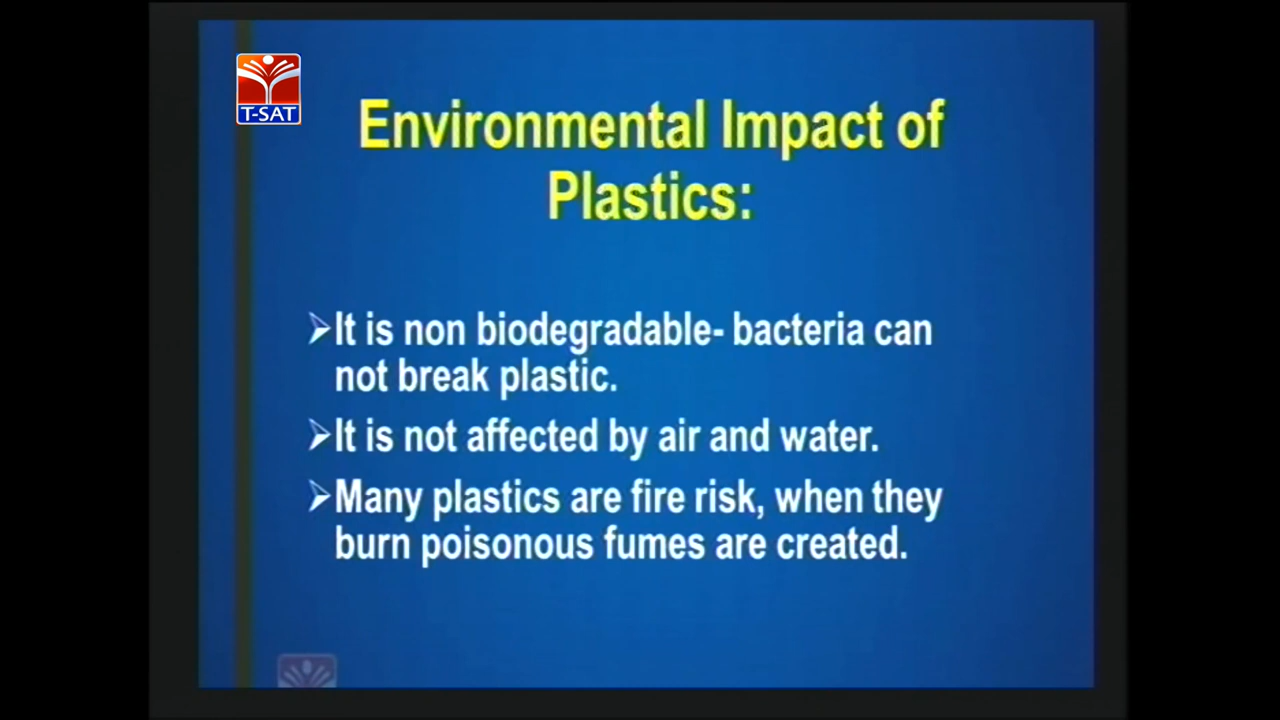 T-SAT
Environmental Impact of
Plastics:
It is non biodegradable- bacteria can
not break plastic.
It is not affected by air and water.
Many plastics are fire risk, when they
burn poisonous fumes are created.